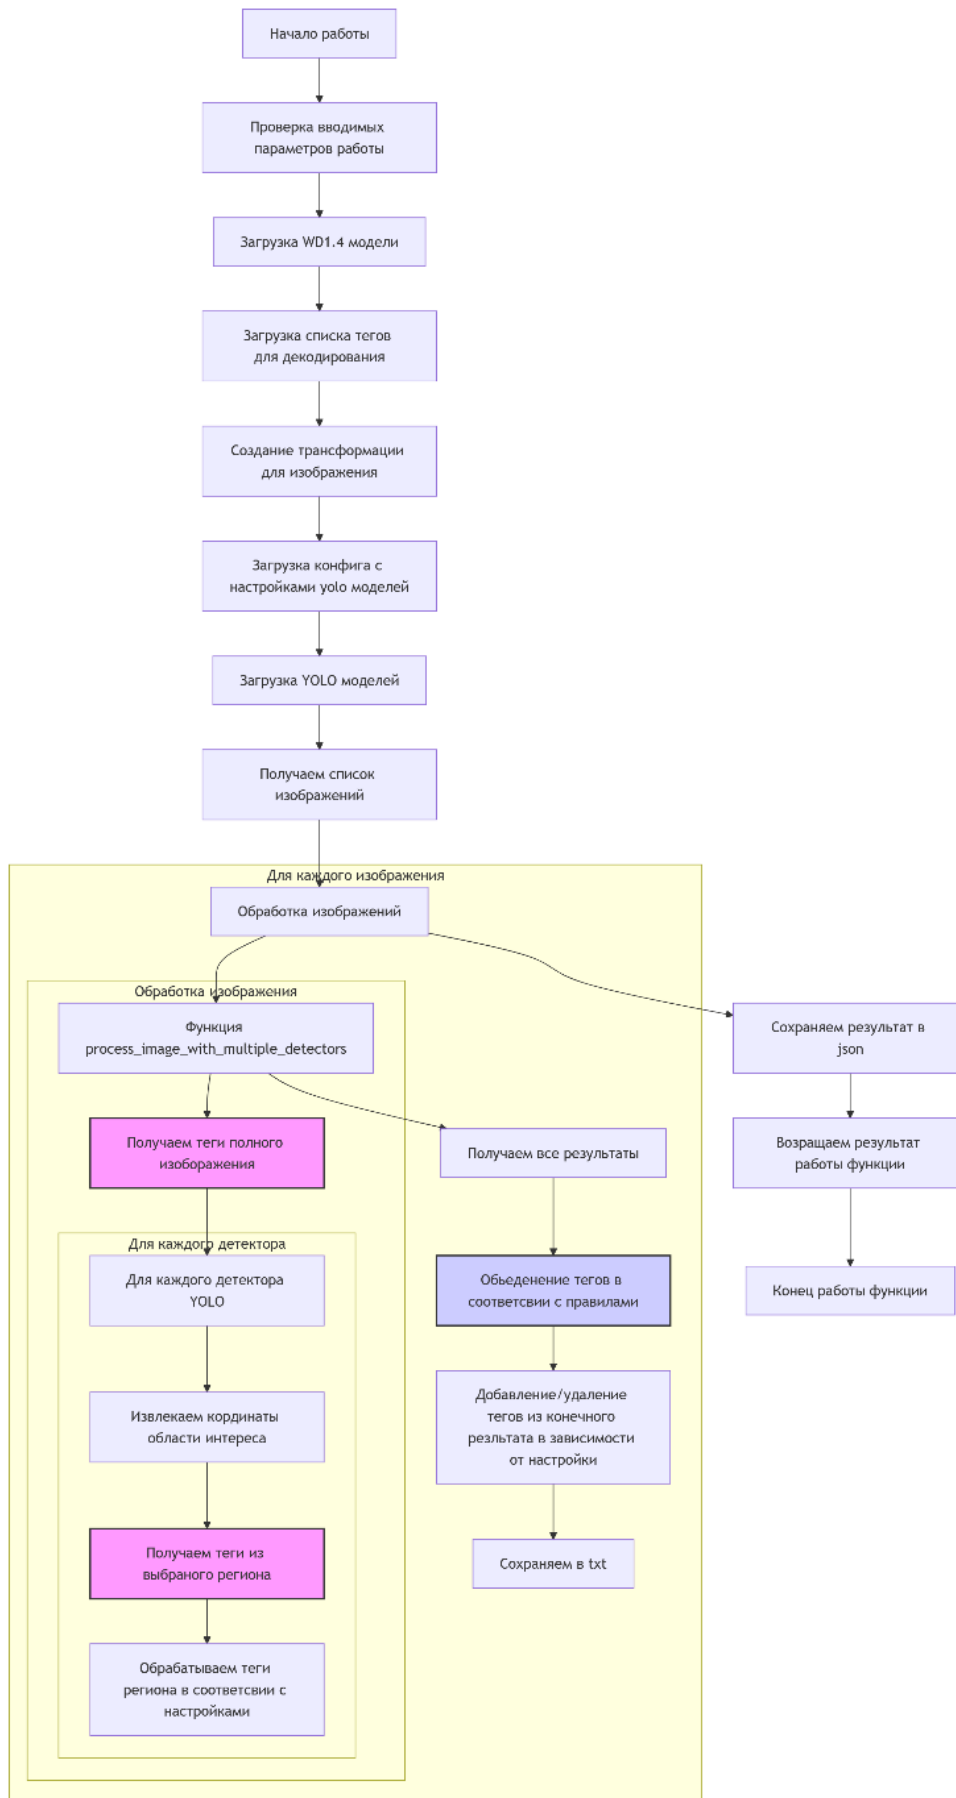 Начало работы
Проверка вводимых
параметров работы
Загрузка WD1.4 модели
Загрузка списка тегов
для декодирования
Создание трансформации
для изображения
Загрузка конфига с
настройками yolo моделей
Загрузка YOLO моделей
Получаем список
изображений
Для каждого изображения
Обработка изображений
Обработка изображения
Функция
process_image_with_multiple_detectors
Сохраняем результат в
json
Получаем теги полного
изоборажения
Получаем все результаты
Возращаем результат
работы функции
Для каждого детектора
Для каждого детектора
YOLO
Обьеденение тегов в
соответсвии с правилами
Конец работы функции
Извлекаем кординаты
области интереса
Добавление/удаление
тегов из конечного
резльтата в зависимости
от настройки
Получаем теги из
выбраного региона
Сохраняем в txt
Обрабатываем теги
региона в соответсвии с
настройками